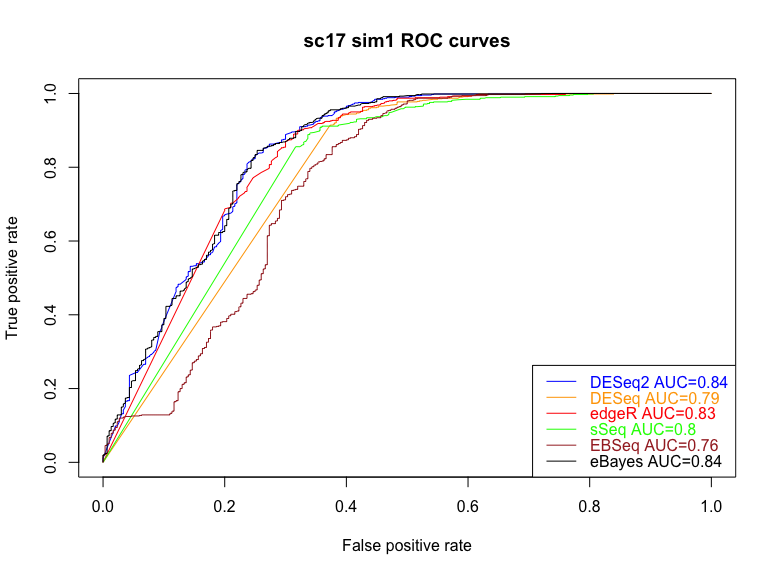 sc17 sim1 ROC curves
True positive rate
1.0
0.8
0.6
0.4
0.2
0.0
DESeq2 AUC=0.84
DESeq AUC=0.79
edgeR AUC=0.83
sSeq AUC=0.8
EBSeq AUC=0.76
eBayes AUC=0.84
0.0 0.2 0.4 0.6 0.8 1.0
False positive rate